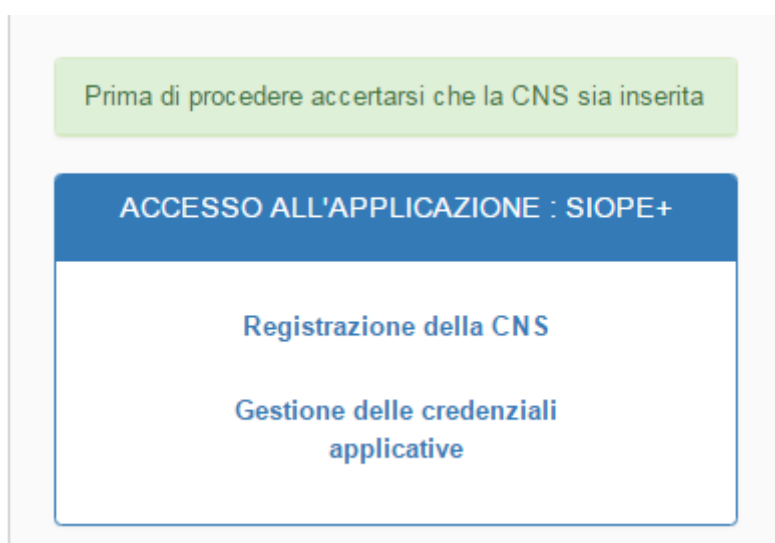 Prima di procedere accertarsi che la CNS sia inserita
ACCESSO ALL'APPLICAZIONE : SIOPE+
Registrazione della CNS
Gestione delle credenziali
applicative